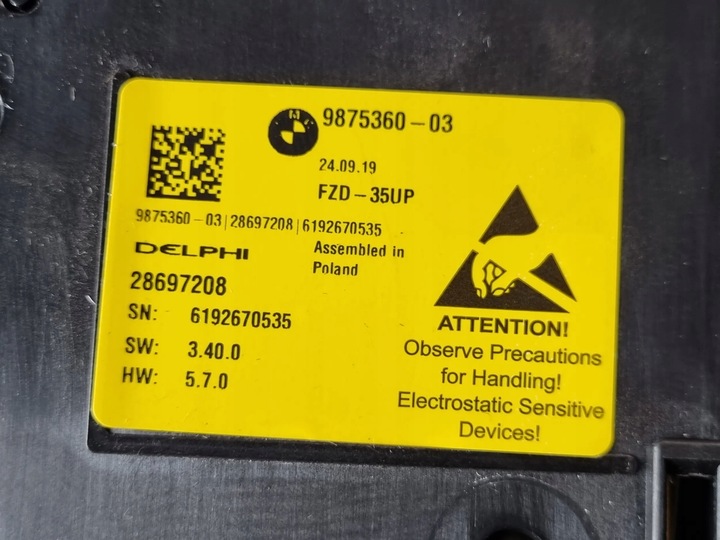 9875360-03
24.09.19
FZD-35UP
9875360-03|28697208|6192670535
DELPHI
Assembled in
Poland
28697208
SN: 6192670535
SW: 3.40.0
HW: 5.7.0
ATTENTION!
Observe Precautions
for Handling!
Electrostatic Sensitive
Devices!